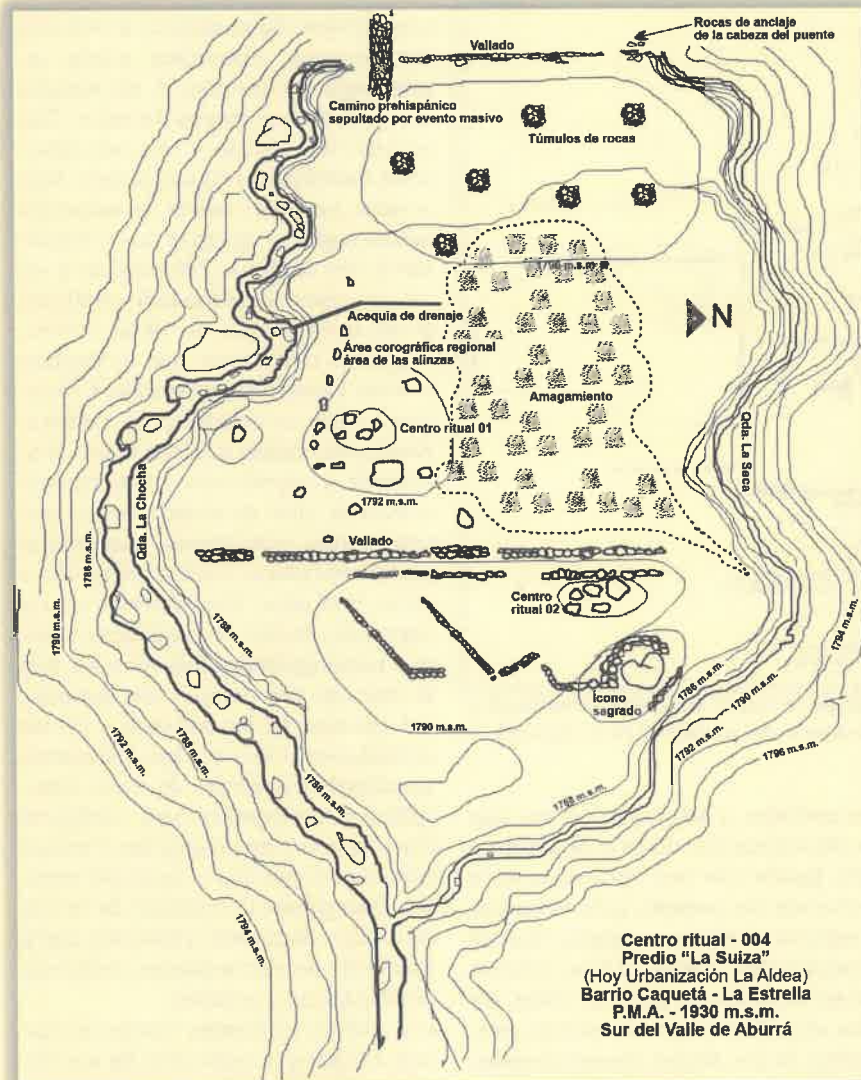 Rocas de anclaje
de la cabeza del puente
Vallado
Camino prehispánico
sepultado por evento masivo
Túmulos de rocas
1796 m.s.m.
N
Acequia de drenaje
Área corográfica regional
área de las alinzas
Amagamiento
Centro ritual 01
Qda. La Saca
Qda. La Chocha
1792 m.s.m.
Vallado
1786 m.s.m.
1790 m.s.m.
1788 m.s.m.
Centro
ritual 02
1794 m.s.m.
Ícono
sagrado
1786 m.s.m.
1790 m.s.m.
1790 m.s.m.
1792 m.s.m.
1796 m.s.m.
1792 m.s.m.
1788 m.s.m.
1786 m.s.m.
1788 m.s.m.
1794 m.s.m.
Centro ritual - 004
Predio "La Suiza"
(Hoy Urbanización La Aldea)
Barrio Caquetá - La Estrella
P.M.A. - 1930 m.s.m.
Sur del Valle de Aburrá